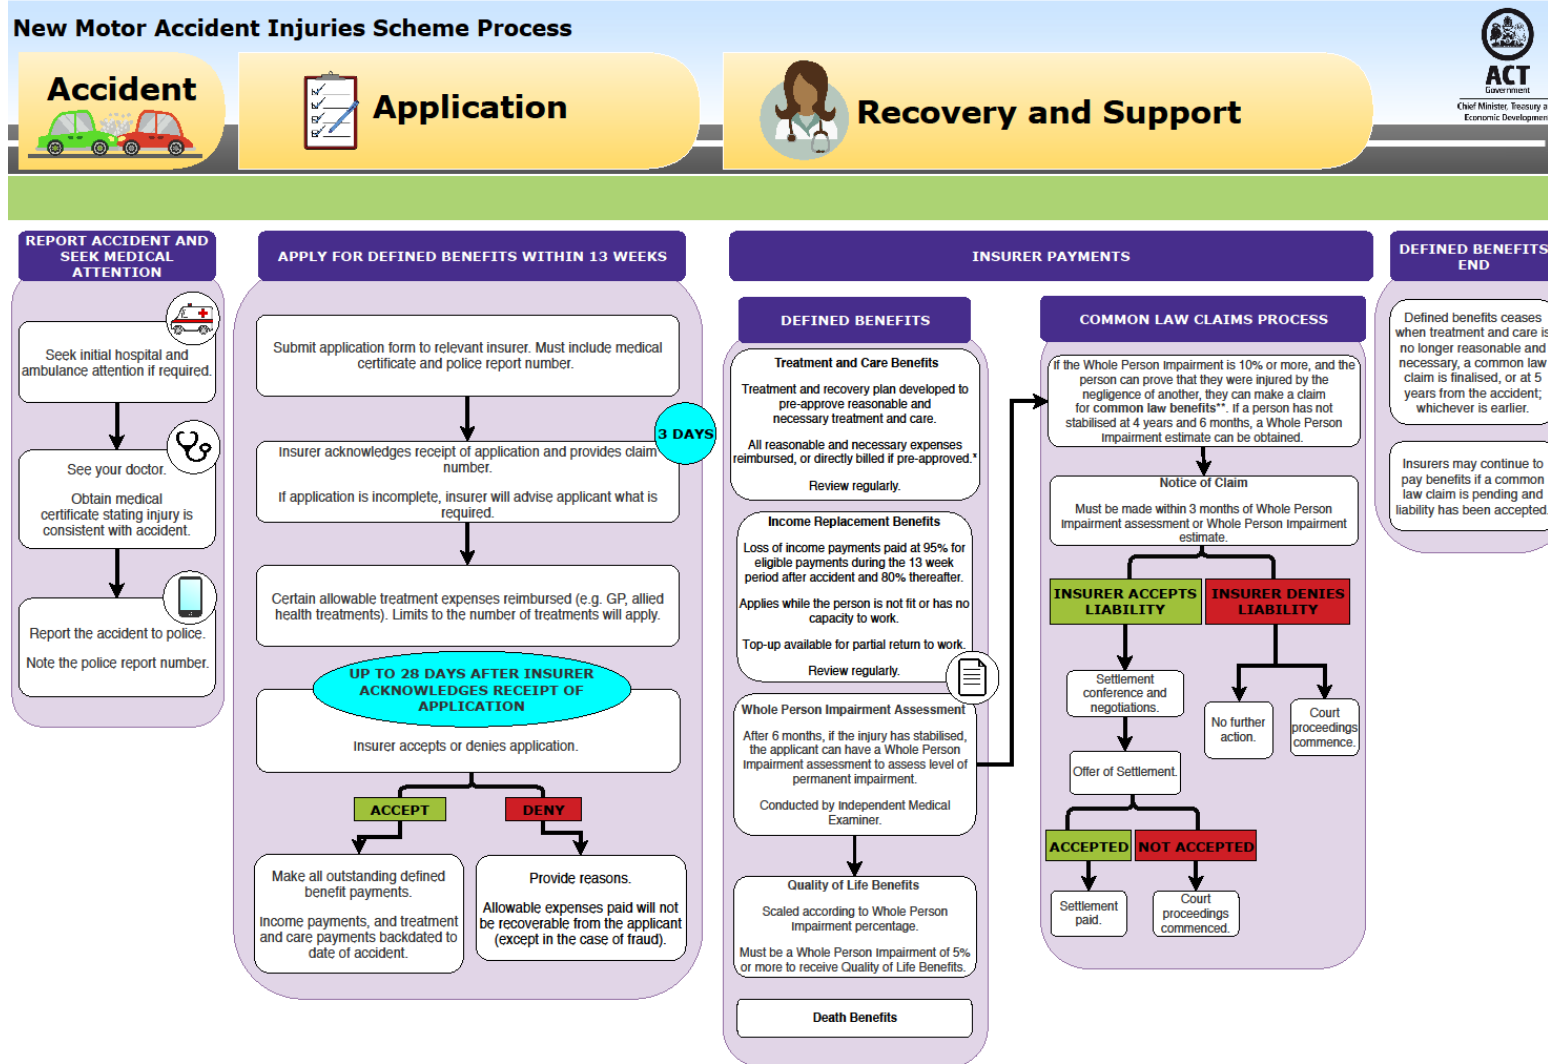 New Motor Accident Injuries Scheme Process
ACT
Government
Chief Minister, Treasury a
Economic Developmen
Accident
Application
Recovery and Support
REPORT ACCIDENT AND
SEEK MEDICAL
ATTENTION
Seek initial hospital and
ambulance attention if required.
See your doctor.
Obtain medical
certificate stating injury is
consistent with accident.
Report the accident to police.
Note the police report number.
APPLY FOR DEFINED BENEFITS WITHIN 13 WEEKS
Submit application form to relevant insurer. Must include medical
certificate and police report number.
3 DAYS
Insurer acknowledges receipt of application and provides claim
number.
If application is incomplete, insurer will advise applicant what is
required.
Certain allowable treatment expenses reimbursed (e.g. GP, allied
health treatments). Limits to the number of treatments will apply.
UP TO 28 DAYS AFTER INSURER
ACKNOWLEDGES RECEIPT OF
APPLICATION
Insurer accepts or denies application.
ACCEPT
DENY
Make all outstanding defined
benefit payments.
Income payments, and treatment
and care payments backdated to
date of accident.
Provide reasons.
Allowable expenses paid will not
be recoverable from the applicant
(except in the case of fraud).
INSURER PAYMENTS
DEFINED BENEFITS
Treatment and Care Benefits
Treatment and recovery plan developed to
pre-approve reasonable and
necessary treatment and care.
All reasonable and necessary expenses
reimbursed, or directly billed if pre-approved.*
Review regularly.
Income Replacement Benefits
Loss of income payments paid at 95% for
eligible payments during the 13 week
period after accident and 80% thereafter.
Applies while the person is not fit or has no
capacity to work.
Top-up available for partial return to work.
Review regularly.
Whole Person Impairment Assessment
After 6 months, if the injury has stabilised,
the applicant can have a Whole Person
Impairment assessment to assess level of
permanent impairment.
Conducted by Independent Medical
Examiner.
Quality of Life Benefits
Scaled according to Whole Person
Impairment percentage.
Must be a Whole Person Impairment of 5%
or more to receive Quality of Life Benefits.
Death Benefits
COMMON LAW CLAIMS PROCESS
If the Whole Person Impairment is 10% or more, and the
person can prove that they were injured by the
negligence of another, they can make a claim
for common law benefits**. If a person has not
stabilised at 4 years and 6 months, a Whole Person
Impairment estimate can be obtained.
Notice of Claim
Must be made within 3 months of Whole Person
Impairment assessment or Whole Person Impairment
estimate.
INSURER ACCEPTS
LIABILITY
INSURER DENIES
LIABILITY
Settlement
conference and
negotiations.
No further
action.
Court
proceedings
commence.
Offer of Settlement.
ACCEPTED
NOT ACCEPTED
Settlement
paid.
Court
proceedings
commenced.
DEFINED BENEFITS
END
Defined benefits ceases
when treatment and care is
no longer reasonable and
necessary, a common law
claim is finalised, or at 5
years from the accident;
whichever is earlier.
Insurers may continue to
pay benefits if a common
law claim is pending and
liability has been accepted.